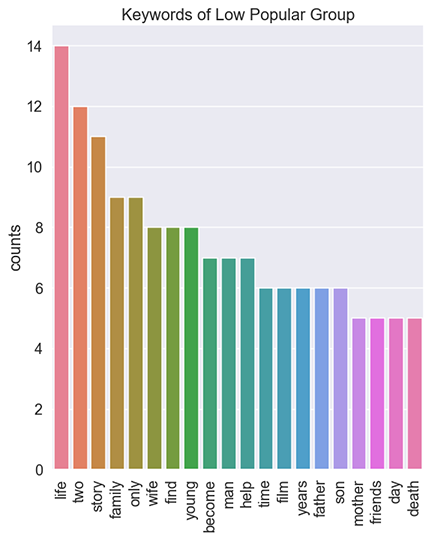 Keywords of Low Popular Group
14
12
10
8
6
4
2
0
counts
life
two
story
family
only
wife
find
young
become
man
help
time
film
years
father
son
mother
friends
day
death